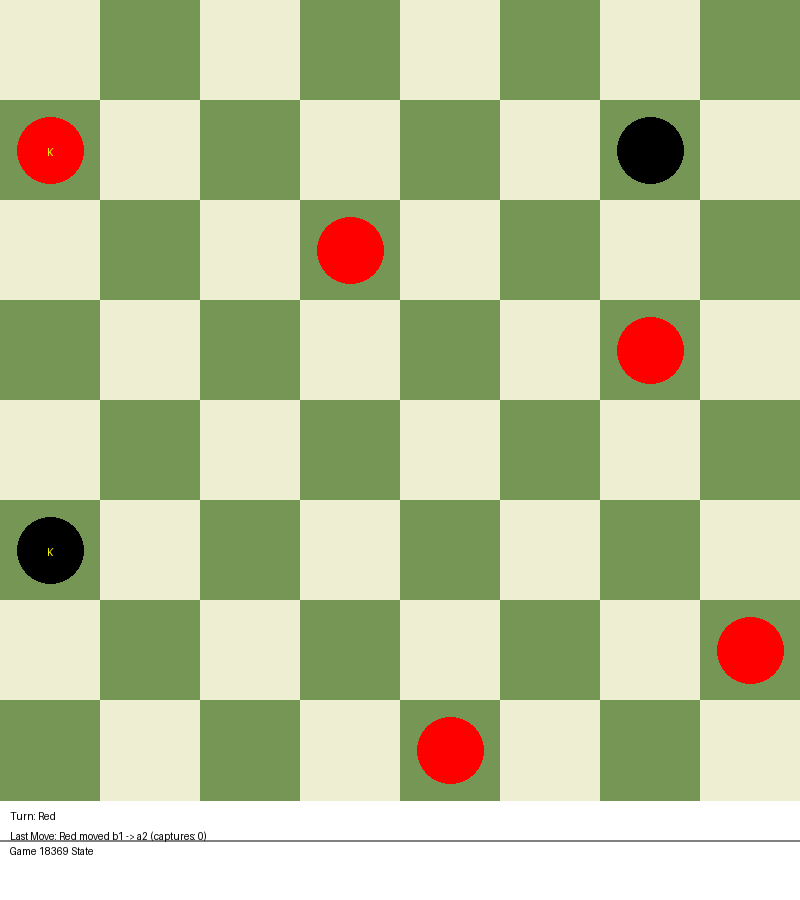 K
K
Turn: Red
Last Move: Red moved b1 -> a2 (captures: 0)
Game 18369 State